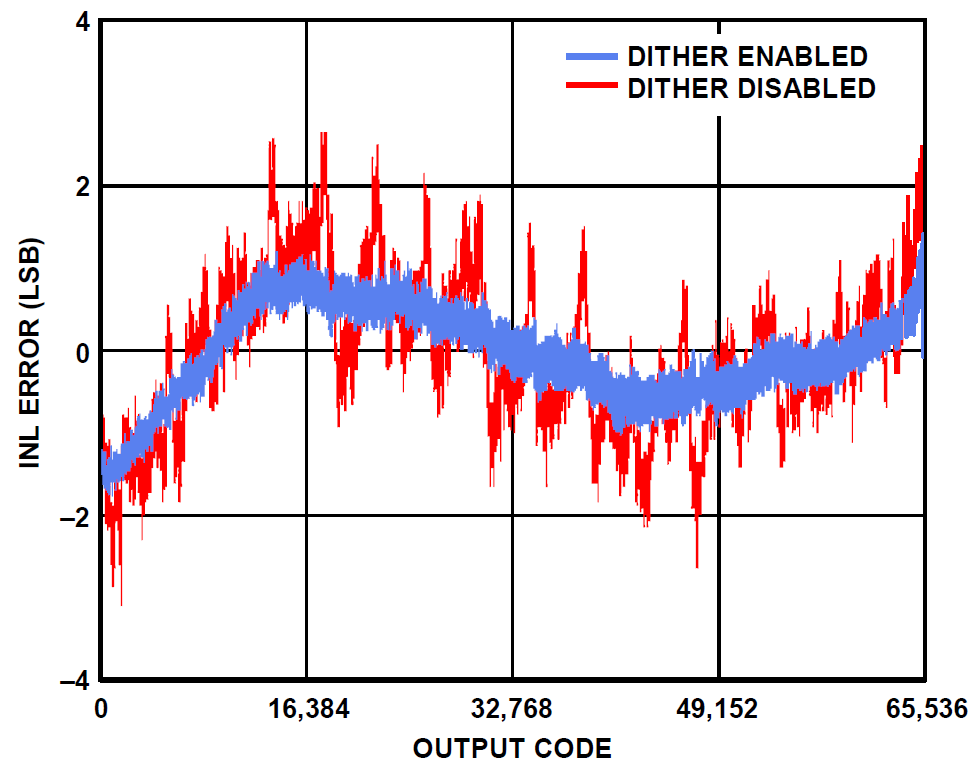 4
DITHER ENABLED
DITHER DISABLED
2
0
–2
–4
INL ERROR (LSB)
0 16,384 32,768 49,152 65,536
OUTPUT CODE